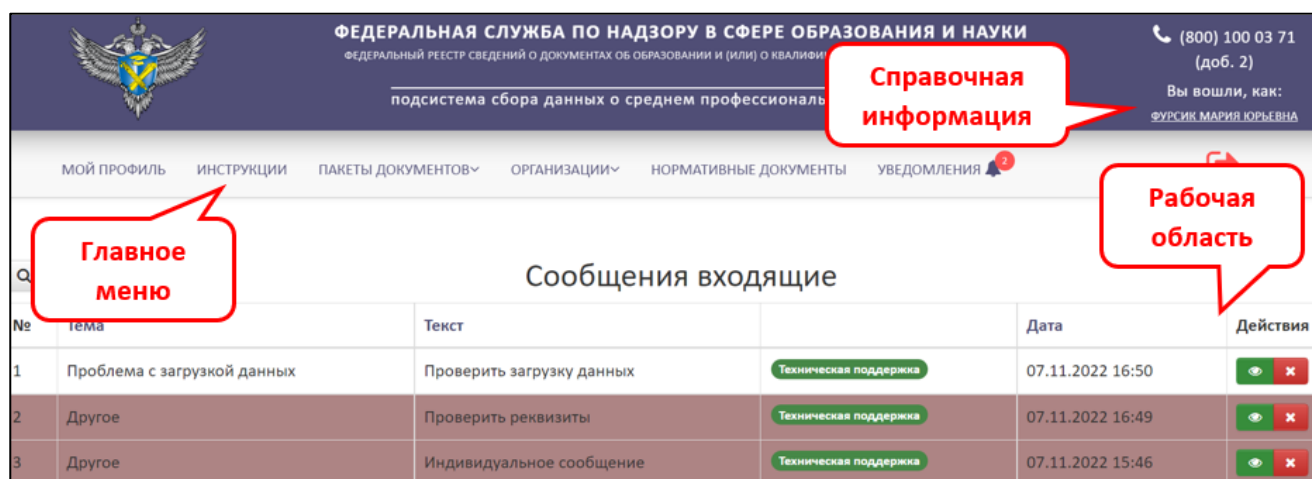 ФЕДЕРАЛЬНАЯ СЛУЖБА ПО НАДЗОРУ В СФЕРЕ ОБРАЗОВАНИЯ И НАУКИ
ФЕДЕРАЛЬНЫЙ РЕЕСТР СВЕДЕНИЙ О ДОКУМЕНТАХ ОБ ОБРАЗОВАНИИ И (ИЛИ) О
подсистема сбора данных о среднем
(800) 100 03 71
(доб. 2)
Вы вошли, как:
ФУРСИК МАРИЯ ЮРЬЕВНА
Справочная
информация
МОЙ ПРОФИЛЬ ИНСТРУКЦИИ ПАКЕТЫ ДОКУМЕНТОВ ОРГАНИЗАЦИИ НОРМАТИВНЫЕ ДОКУМЕНТЫ УВЕДОМЛЕНИЯ 2
Главное
меню
Рабочая
область
Сообщения входящие
№ Тема Текст Дата Действия
1 Проблема с загрузкой данных Проверить загрузку данных Техническая поддержка 07.11.2022 16:50
2 Другое Проверить реквизиты Техническая поддержка 07.11.2022 16:49
3 Другое Индивидуальное сообщение Техническая поддержка 07.11.2022 15:46